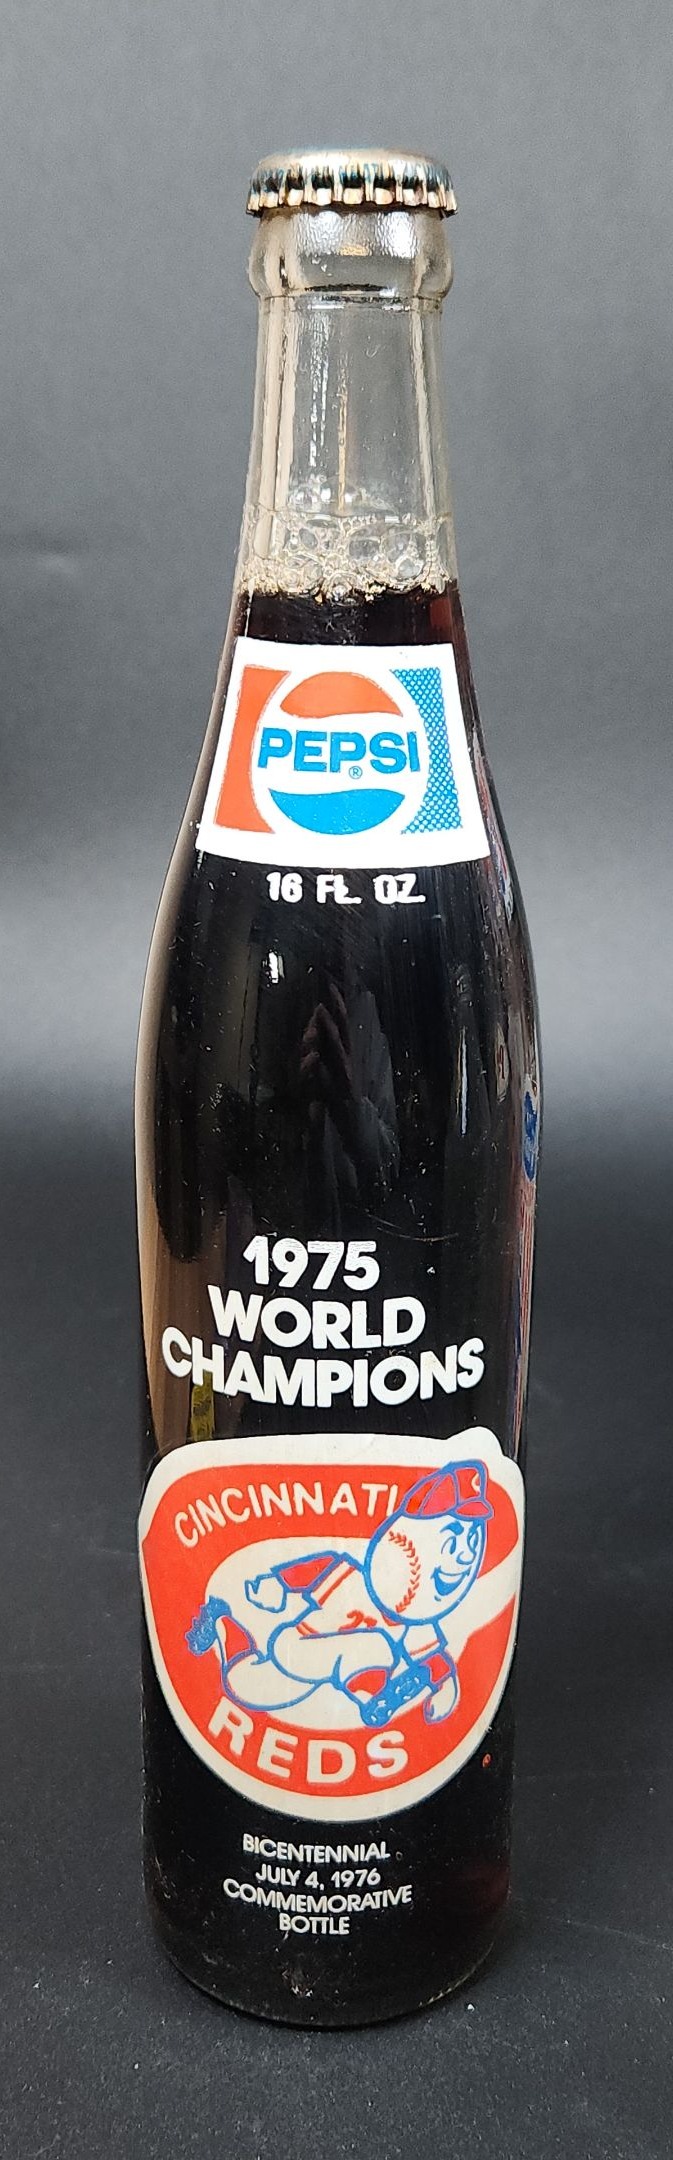 PEPSI
®
16 FL. OZ.
1975
WORLD
CHAMPIONS
CINCINNATI
REDS
BICENTENNIAL
JULY 4, 1976
COMMEMORATIVE
BOTTLE